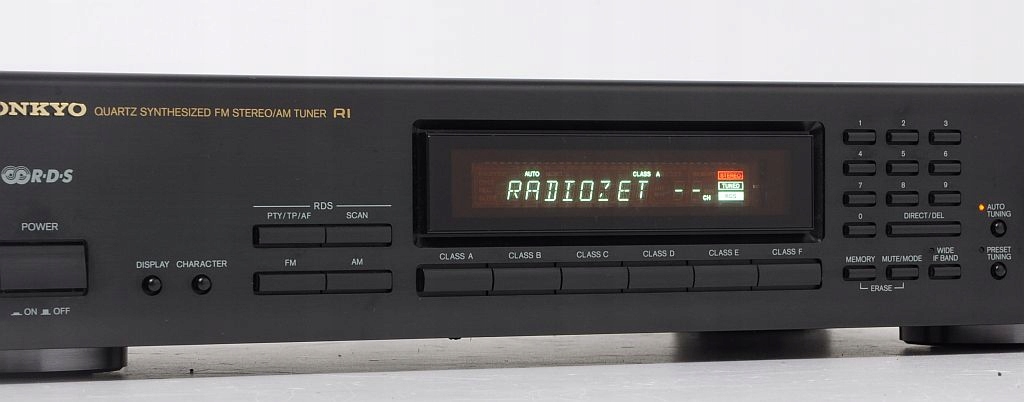 ONKYO QUARTZ SYNTHESIZED FM STEREO/AM TUNER RI
R·D·S
POWER
ON OFF
DISPLAY CHARACTER
RDS
PTY/TP/AF SCAN
FM AM
AUTO CLASS A STEREO
RADIOZET --- CH TUNED
RDS
CLASS A CLASS B CLASS C CLASS D CLASS E CLASS F
1 2 3
4 5 6
7 8 9
0 DIRECT/DEL
MEMORY MUTE/MODE WIDE IF BAND
ERASE
AUTO TUNING
PRESET TUNING